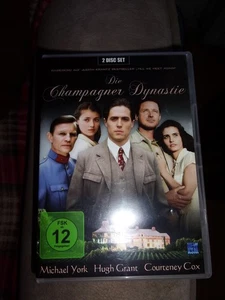 2 DISC SET
Die
Champagner Dynastie
FSK
12
Michael York Hugh Grant Courteney Cox